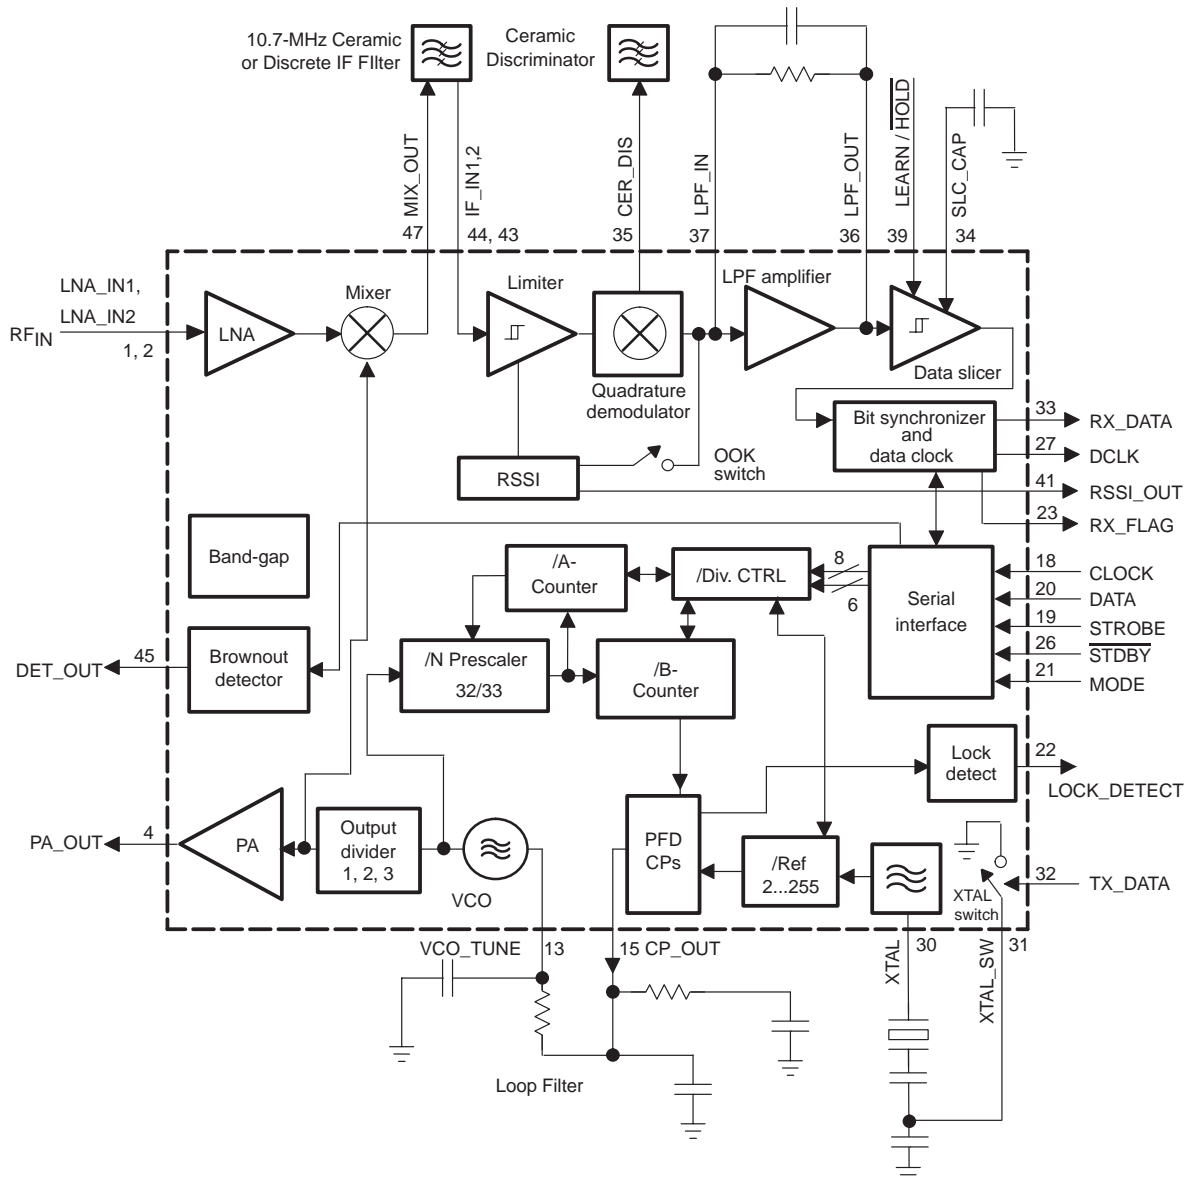 10.7-MHz Ceramic
or Discrete IF FIlter
Ceramic
Discriminator
MIX_OUT
IF_IN1,2
CER_DIS
LPF_IN
LPF_OUT
LEARN / HOLD
SLC_CAP
47
44, 43
35
37
36
39
34
LNA_IN1,
LNA_IN2
RFIN
1, 2
LNA
Mixer
Limiter
Quadrature
demodulator
LPF amplifier
Data slicer
Bit synchronizer
and
data clock
33
RX_DATA
27
DCLK
41
RSSI_OUT
23
RX_FLAG
RSSI
OOK
switch
Band-gap
/A-
Counter
/Div. CTRL
8
6
Serial
interface
18
CLOCK
20
DATA
19
STROBE
26
STDBY
21
MODE
DET_OUT
45
Brownout
detector
/N Prescaler
32/33
/B-
Counter
Lock
detect
22
LOCK_DETECT
PA_OUT
4
PA
Output
divider
1, 2, 3
VCO
PFD
CPs
/Ref
2...255
XTAL
switch
32
TX_DATA
VCO_TUNE
13
15 CP_OUT
XTAL
30
XTAL_SW
31
Loop Filter